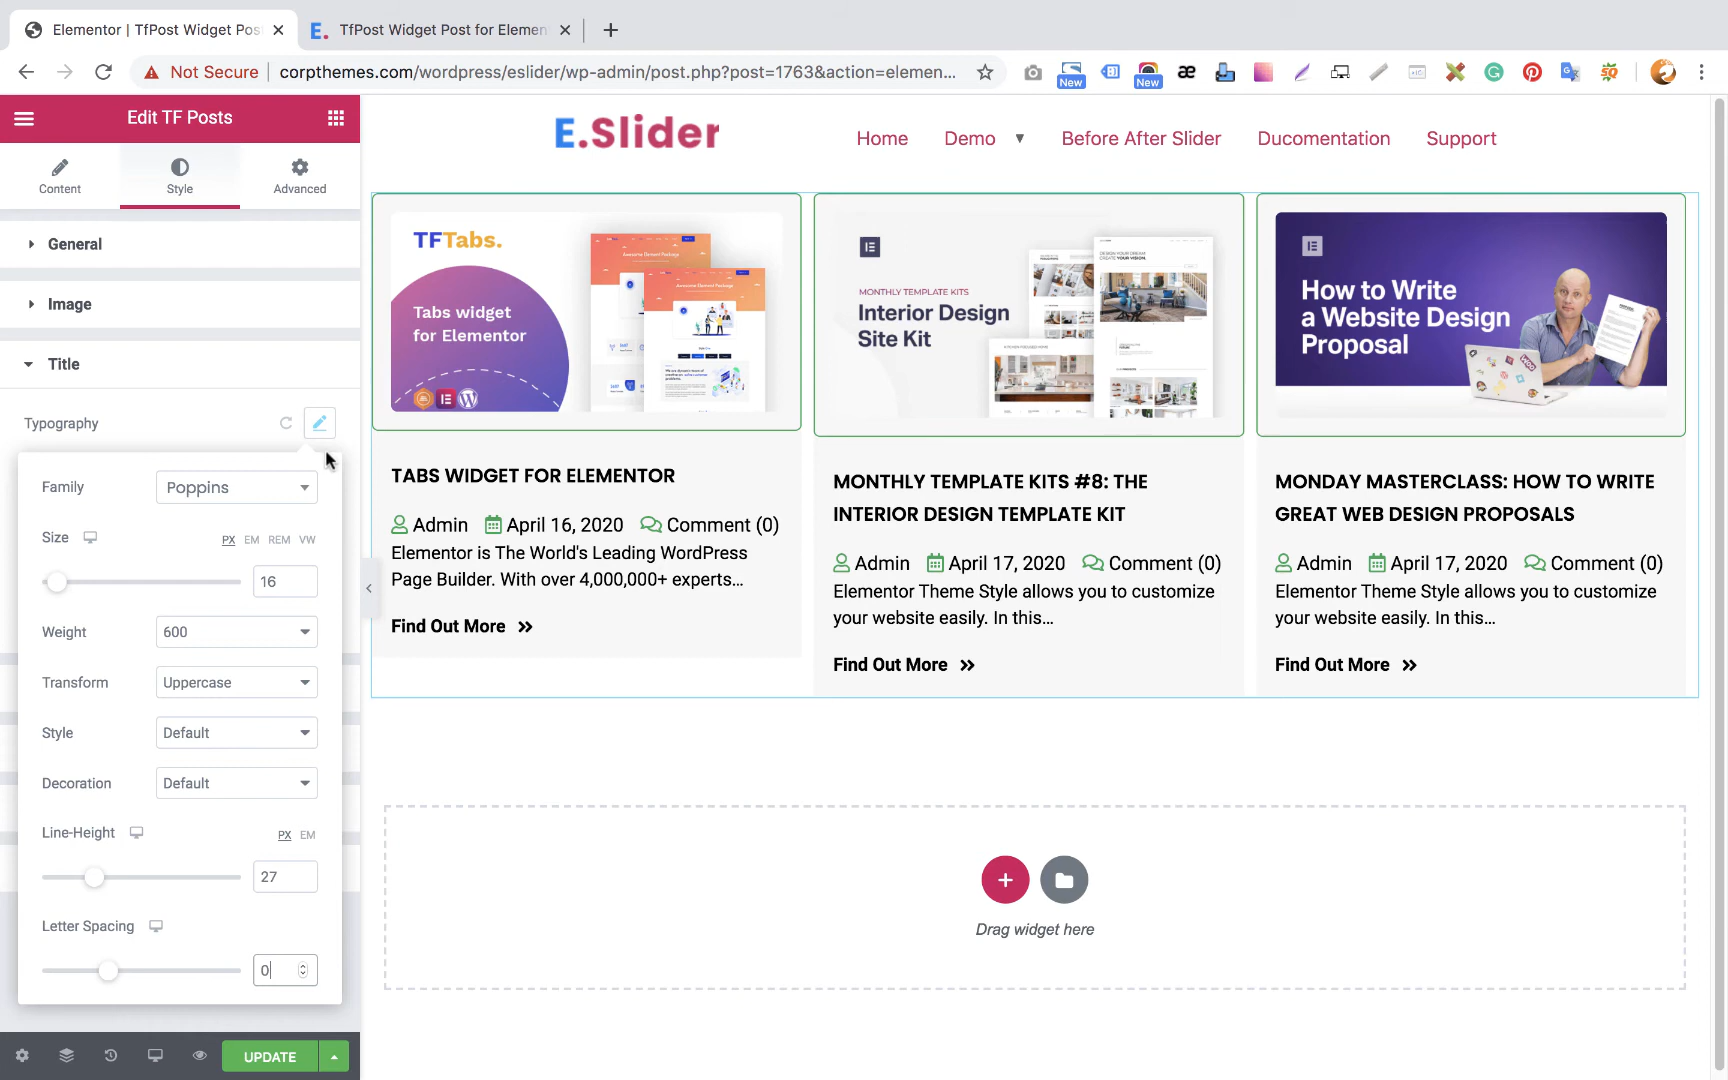 Elementor | TfPost Widget Pos
TfPost Widget Post for Elemen
Not Secure
corpthemes.com/wordpress/eslider/wp-admin/post.php?post=1763&action=elemen...
New
New
Edit TF Posts
Content
Style
Advanced
General
Image
Title
Typography
Family
Poppins
Size
PX EM REM VW
16
Weight
600
Transform
Uppercase
Style
Default
Decoration
Default
Line-Height
PX EM
27
Letter Spacing
0
UPDATE
E.Slider
Home
Demo
Before After Slider
Ducomentation
Support
TFTabs.
Tabs widget
for Elementor
TABS WIDGET FOR ELEMENTOR
Admin April 16, 2020 Comment (0)
Elementor is The World's Leading WordPress
Page Builder. With over 4,000,000+ experts...
Find Out More
MONTHLY TEMPLATE KITS
Interior Design
Site Kit
MONTHLY TEMPLATE KITS #8: THE
INTERIOR DESIGN TEMPLATE KIT
Admin April 17, 2020 Comment (0)
Elementor Theme Style allows you to customize
your website easily. In this...
Find Out More
How to Write
a Website Design
Proposal
MONDAY MASTERCLASS: HOW TO WRITE
GREAT WEB DESIGN PROPOSALS
Admin April 17, 2020 Comment (0)
Elementor Theme Style allows you to customize
your website easily. In this...
Find Out More
Drag widget here